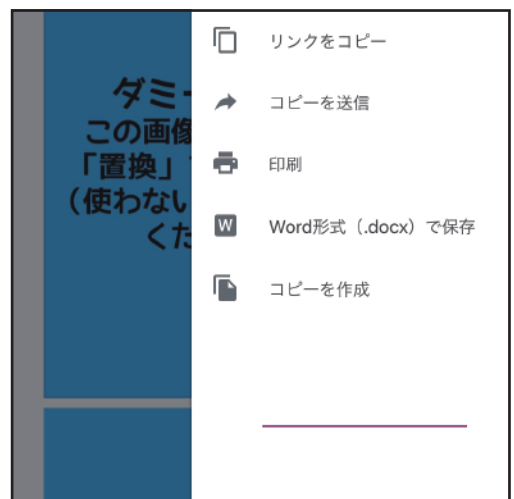 リンクをコピー
コピーを送信
印刷
Word形式（.docx）で保存
コピーを作成
ダミー
この画像
「置換」
（使わない
くだ